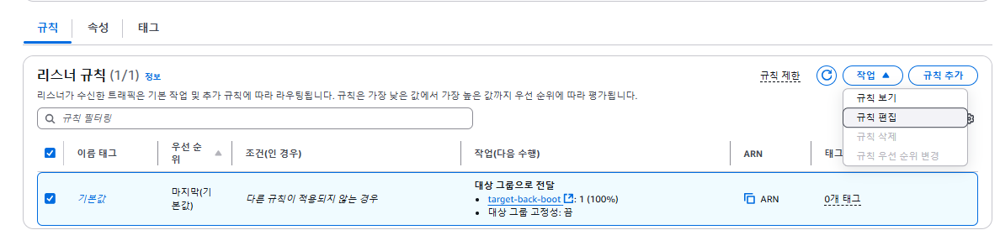 규칙
속성
태그
리스너 규칙 (1/1) 정보
규칙 제한
작업
규칙 추가
리스너가 수신한 트래픽은 기본 작업 및 추가 규칙에 따라 라우팅됩니다. 규칙은 가장 낮은 값에서 가장 높은 값까지 우선 순위에 따라 평가됩니다.
규칙 보기
규칙 편집
규칙 삭제
규칙 우선 순위 변경
규칙 필터링
이름 태그
우선 순
위
조건(인 경우)
작업(다음 수행)
ARN
태그
기본값
마지막(기
본값)
다른 규칙이 적용되지 않는 경우
대상 그룹으로 전달
• target-back-boot: 1 (100%)
• 대상 그룹 고정성: 끔
ARN
0개 태그